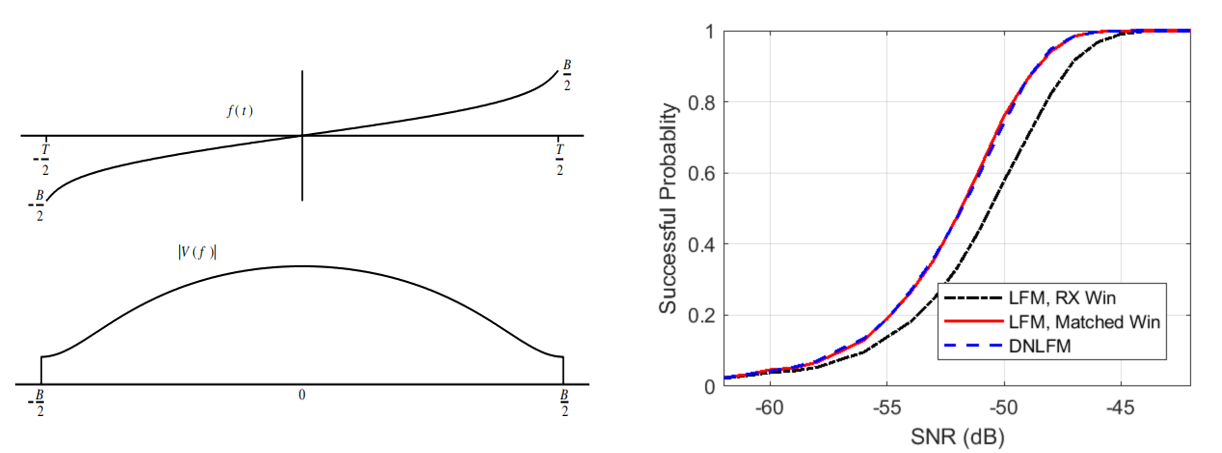 f(t)
B/2
-T/2
T/2
-B/2
|V(f)|
-B/2
0
B/2
Successful Probablity
1
0.8
0.6
0.4
0.2
0
LFM, RX Win
LFM, Matched Win
DNLFM
-60 -55 -50 -45
SNR (dB)